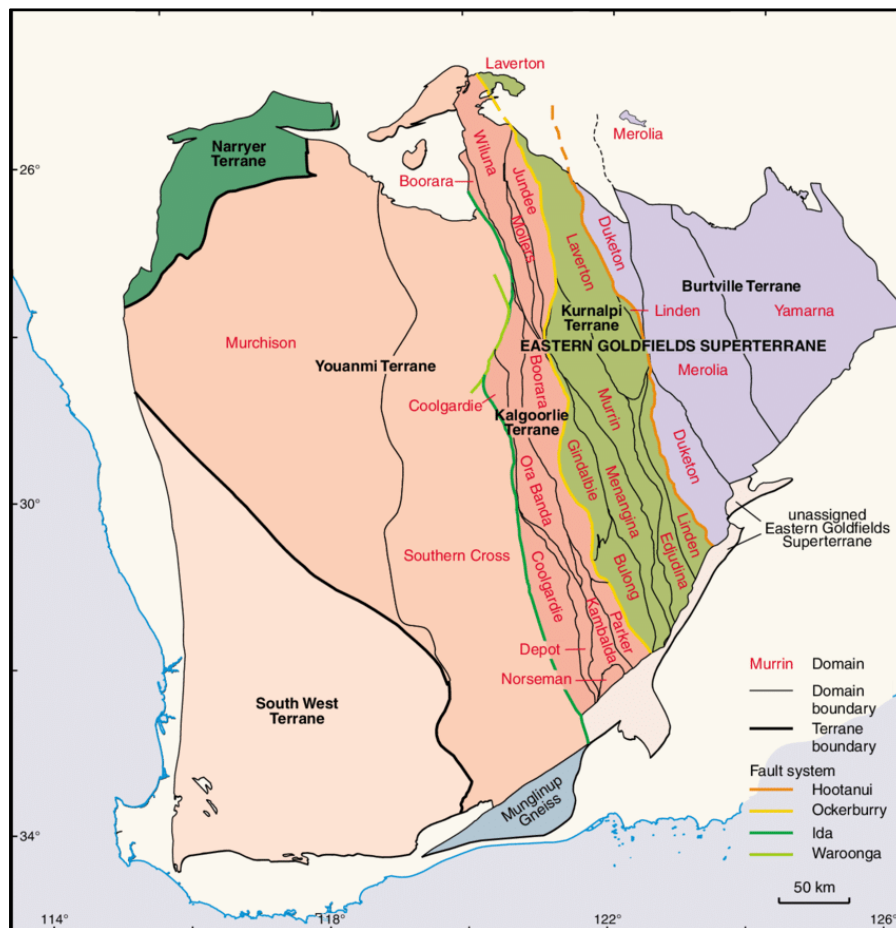 Laverton
Merolia
Narryer
Terrane
26°
Wiluna
Boorara
Jundee
Moilers
Duketon
Laverton
Burtville Terrane
Kurnalpi
Terrane
Linden
Yamarna
Murchison
EASTERN GOLDFIELDS SUPERTERRANE
Youanmi Terrane
Boorara
Merolia
Coolgardie
Murrin
Kalgoorlie
Terrane
Gindalbie
Duketon
Ora Banda
Menangina
30°
unassigned
Eastern Goldfields
Superterrane
Linden
Edjudina
Southern Cross
Coolgardie
Bulong
Kambalda
Parker
Depot
Norseman
South West
Terrane
Munglinup
Gneiss
34°
Murrin Domain
Domain
boundary
Terrane
boundary
Fault system
Hootanui
Ockerburry
Ida
Waroonga
50 km
114°
118°
122°
126°